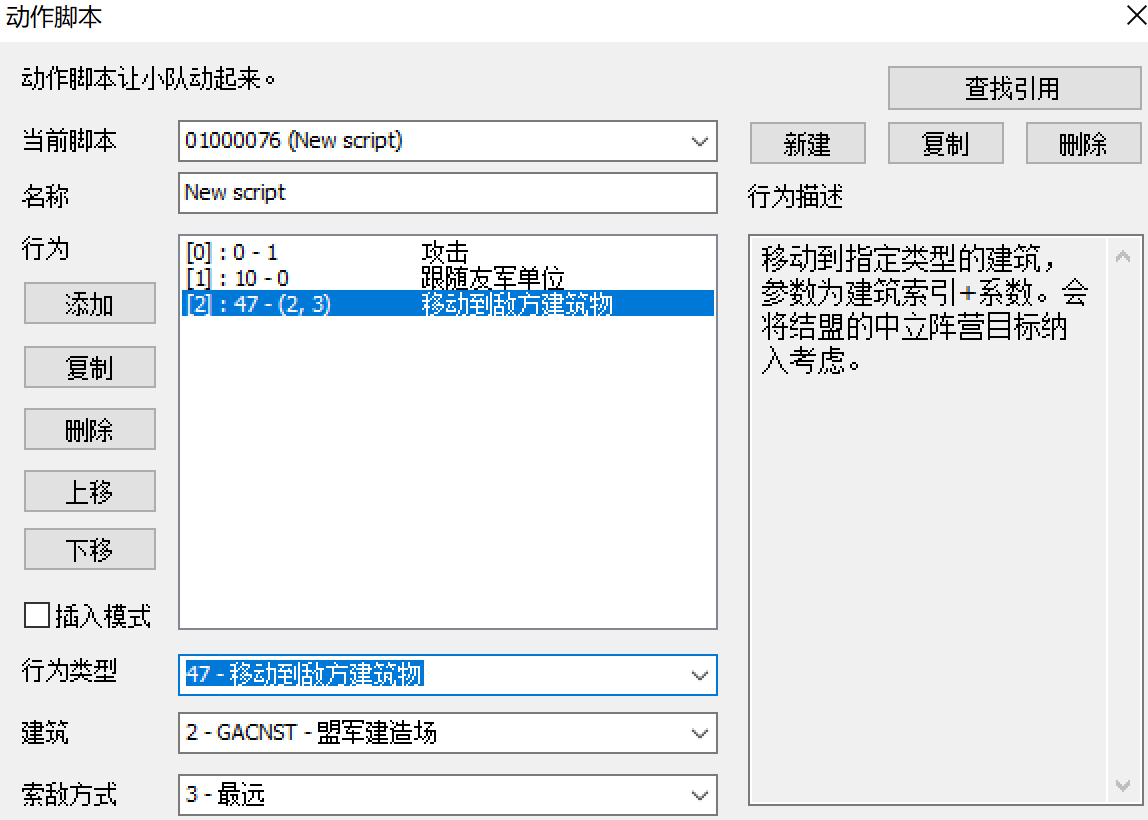 动作脚本
动作脚本让小队动起来。
查找引用
当前脚本
01000076 (New script)
新建
复制
删除
名称
New script
行为描述
行为
[0] : 0 - 1 攻击
[1] : 10 - 0 跟随友军单位
[2] : 47 - (2, 3) 移动到敌方建筑物
添加
复制
删除
上移
下移
插入模式
移动到指定类型的建筑，
参数为建筑索引+系数。会
将结盟的中立阵营目标纳
入考虑。
行为类型
47 - 移动到敌方建筑物
建筑
2 - GACNST - 盟军建造场
索敌方式
3 - 最远